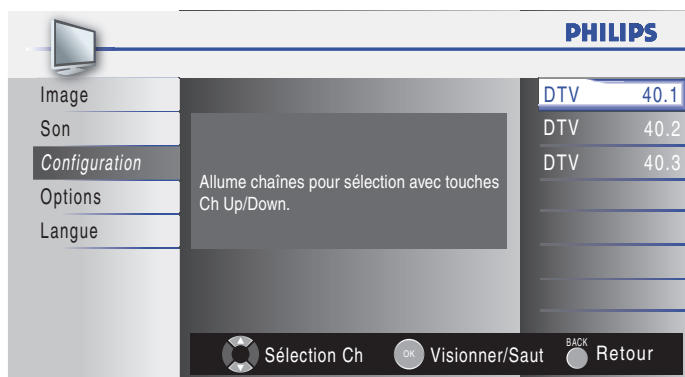 PHILIPS
Image
Son
Configuration
Options
Langue
Allume chaînes pour sélection avec touches
Ch Up/Down.
DTV 40.1
DTV 40.2
DTV 40.3
Sélection Ch OK Visionner/Saut BACK Retour